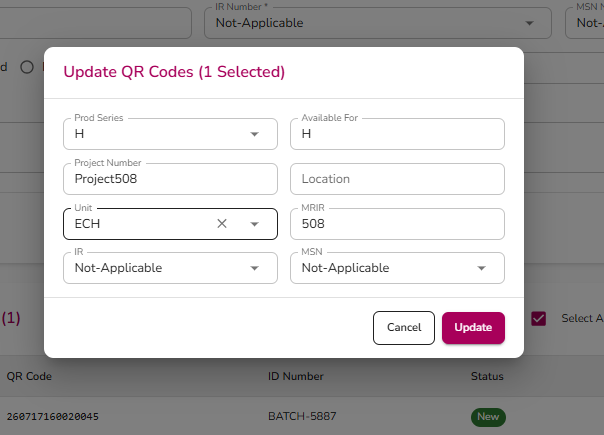 IR Number *
Not-Applicable
MSN
Not-
d
Update QR Codes (1 Selected)
Prod Series
H
Available For
H
Project Number
Project508
Location
Unit
ECH
MRIR
508
IR
Not-Applicable
MSN
Not-Applicable
(1)
Cancel
Update
Select A
QR Code
ID Number
Status
260717160020045
BATCH-5887
New